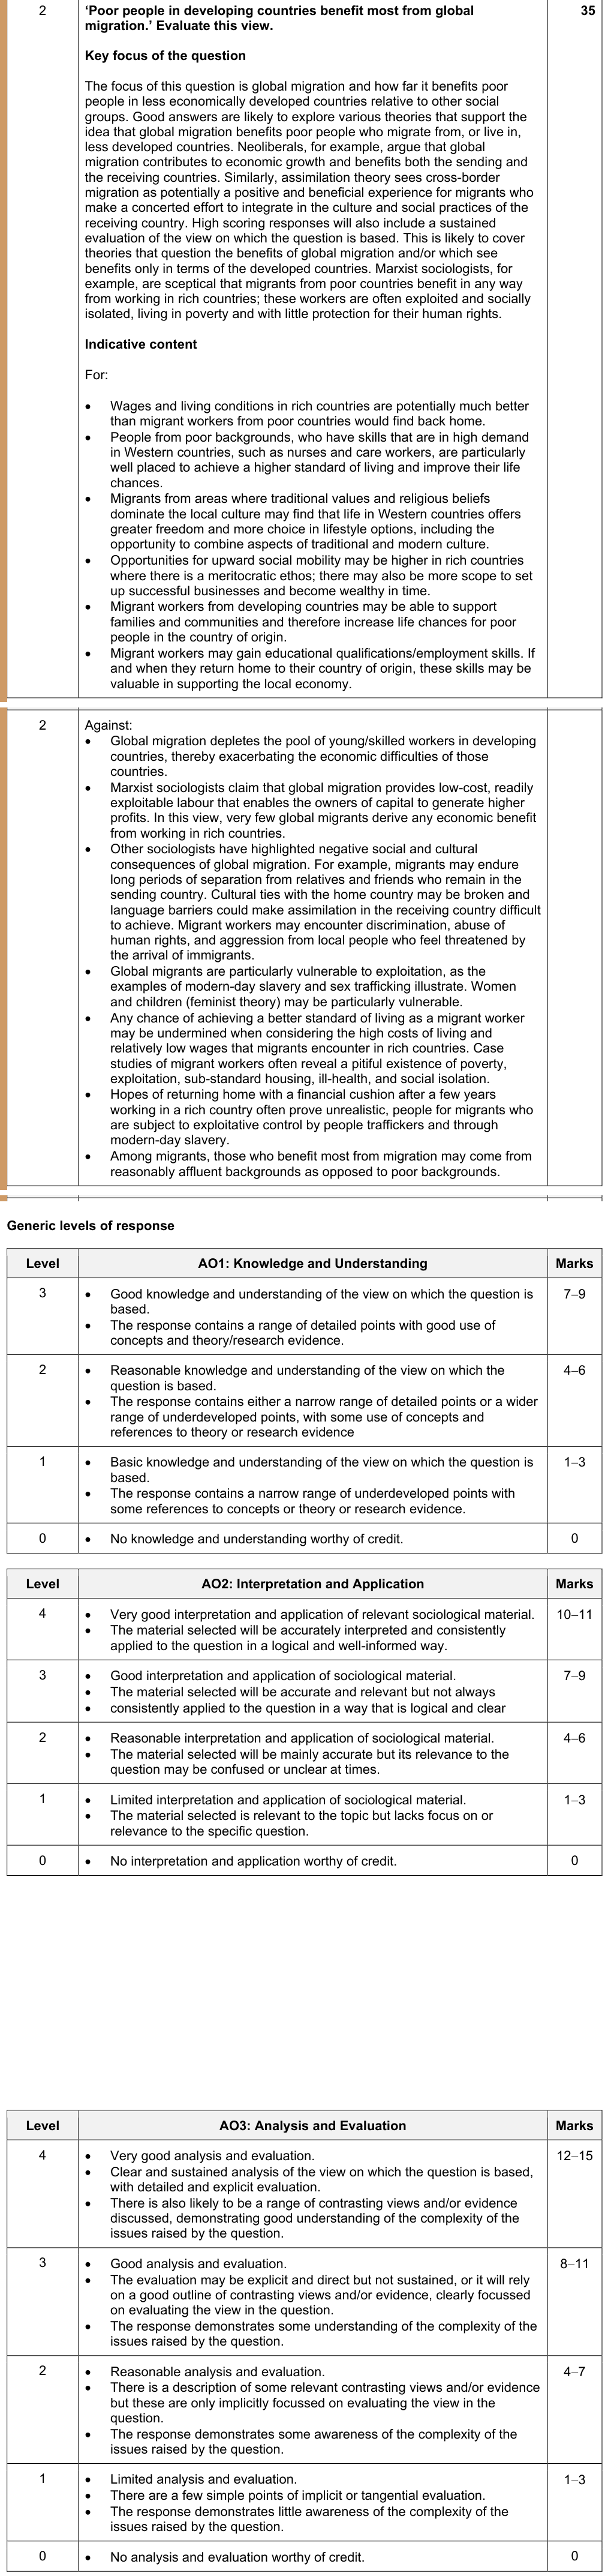 2 ‘Poor people in developing countries benefit most from global 35
migration.’ Evaluate this view.
Key focus of the question
The focus of this question is global migration and how far it benefits poor
people in less economically developed countries relative to other social
groups. Good answers are likely to explore various theories that support the
idea that global migration benefits poor people who migrate from, or live in,
less developed countries. Neoliberals, for example, argue that global
migration contributes to economic growth and benefits both the sending and
the receiving countries. Similarly, assimilation theory sees cross-border
migration as potentially a positive and beneficial experience for migrants who
make a concerted effort to integrate in the culture and social practices of the
receiving country. High scoring responses will also include a sustained
evaluation of the view on which the question is based. This is likely to cover
theories that question the benefits of global migration and/or which see
benefits only in terms of the developed countries. Marxist sociologists, for
example, are sceptical that migrants from poor countries benefit in any way
from working in rich countries; these workers are often exploited and socially
isolated, living in poverty and with little protection for their human rights.
Indicative content
For:
• Wages and living conditions in rich countries are potentially much better
than migrant workers from poor countries would find back home.
• People from poor backgrounds, who have skills that are in high demand
in Western countries, such as nurses and care workers, are particularly
well placed to achieve a higher standard of living and improve their life
chances.
• Migrants from areas where traditional values and religious beliefs
dominate the local culture may find that life in Western countries offers
greater freedom and more choice in lifestyle options, including the
opportunity to combine aspects of traditional and modern culture.
• Opportunities for upward social mobility may be higher in rich countries
where there is a meritocratic ethos; there may also be more scope to set
up successful businesses and become wealthy in time.
• Migrant workers from developing countries may be able to support
families and communities and therefore increase life chances for poor
people in the country of origin.
• Migrant workers may gain educational qualifications/employment skills. If
and when they return home to their country of origin, these skills may be
valuable in supporting the local economy.
2 Against:
• Global migration depletes the pool of young/skilled workers in developing
countries, thereby exacerbating the economic difficulties of those
countries.
• Marxist sociologists claim that global migration provides low-cost, readily
exploitable labour that enables the owners of capital to generate higher
profits. In this view, very few global migrants derive any economic benefit
from working in rich countries.
• Other sociologists have highlighted negative social and cultural
consequences of global migration. For example, migrants may endure
long periods of separation from relatives and friends who remain in the
sending country. Cultural ties with the home country may be broken and
language barriers could make assimilation in the receiving country difficult
to achieve. Migrant workers may encounter discrimination, abuse of
human rights, and aggression from local people who feel threatened by
the arrival of immigrants.
• Global migrants are particularly vulnerable to exploitation, as the
examples of modern-day slavery and sex trafficking illustrate. Women
and children (feminist theory) may be particularly vulnerable.
• Any chance of achieving a better standard of living as a migrant worker
may be undermined when considering the high costs of living and
relatively low wages that migrants encounter in rich countries. Case
studies of migrant workers often reveal a pitiful existence of poverty,
exploitation, sub-standard housing, ill-health, and social isolation.
• Hopes of returning home with a financial cushion after a few years
working in a rich country often prove unrealistic, people for migrants who
are subject to exploitative control by people traffickers and through
modern-day slavery.
• Among migrants, those who benefit most from migration may come from
reasonably affluent backgrounds as opposed to poor backgrounds.
Generic levels of response
Level AO1: Knowledge and Understanding Marks
3 • Good knowledge and understanding of the view on which the question is 7–9
based.
• The response contains a range of detailed points with good use of
concepts and theory/research evidence.
2 • Reasonable knowledge and understanding of the view on which the 4–6
question is based.
• The response contains either a narrow range of detailed points or a wider
range of underdeveloped points, with some use of concepts and
references to theory or research evidence
1 • Basic knowledge and understanding of the view on which the question is 1–3
based.
• The response contains a narrow range of underdeveloped points with
some references to concepts or theory or research evidence.
0 • No knowledge and understanding worthy of credit. 0
Level AO2: Interpretation and Application Marks
4 • Very good interpretation and application of relevant sociological material. 10–11
• The material selected will be accurately interpreted and consistently
applied to the question in a logical and well-informed way.
3 • Good interpretation and application of sociological material. 7–9
• The material selected will be accurate and relevant but not always
• consistently applied to the question in a way that is logical and clear
2 • Reasonable interpretation and application of sociological material. 4–6
• The material selected will be mainly accurate but its relevance to the
question may be confused or unclear at times.
1 • Limited interpretation and application of sociological material. 1–3
• The material selected is relevant to the topic but lacks focus on or
relevance to the specific question.
0 • No interpretation and application worthy of credit. 0
Level AO3: Analysis and Evaluation Marks
4 • Very good analysis and evaluation. 12–15
• Clear and sustained analysis of the view on which the question is based,
with detailed and explicit evaluation.
• There is also likely to be a range of contrasting views and/or evidence
discussed, demonstrating good understanding of the complexity of the
issues raised by the question.
3 • Good analysis and evaluation. 8–11
• The evaluation may be explicit and direct but not sustained, or it will rely
on a good outline of contrasting views and/or evidence, clearly focussed
on evaluating the view in the question.
• The response demonstrates some understanding of the complexity of the
issues raised by the question.
2 • Reasonable analysis and evaluation. 4–7
• There is a description of some relevant contrasting views and/or evidence
but these are only implicitly focussed on evaluating the view in the
question.
• The response demonstrates some awareness of the complexity of the
issues raised by the question.
1 • Limited analysis and evaluation. 1–3
• There are a few simple points of implicit or tangential evaluation.
• The response demonstrates little awareness of the complexity of the
issues raised by the question.
0 • No analysis and evaluation worthy of credit. 0